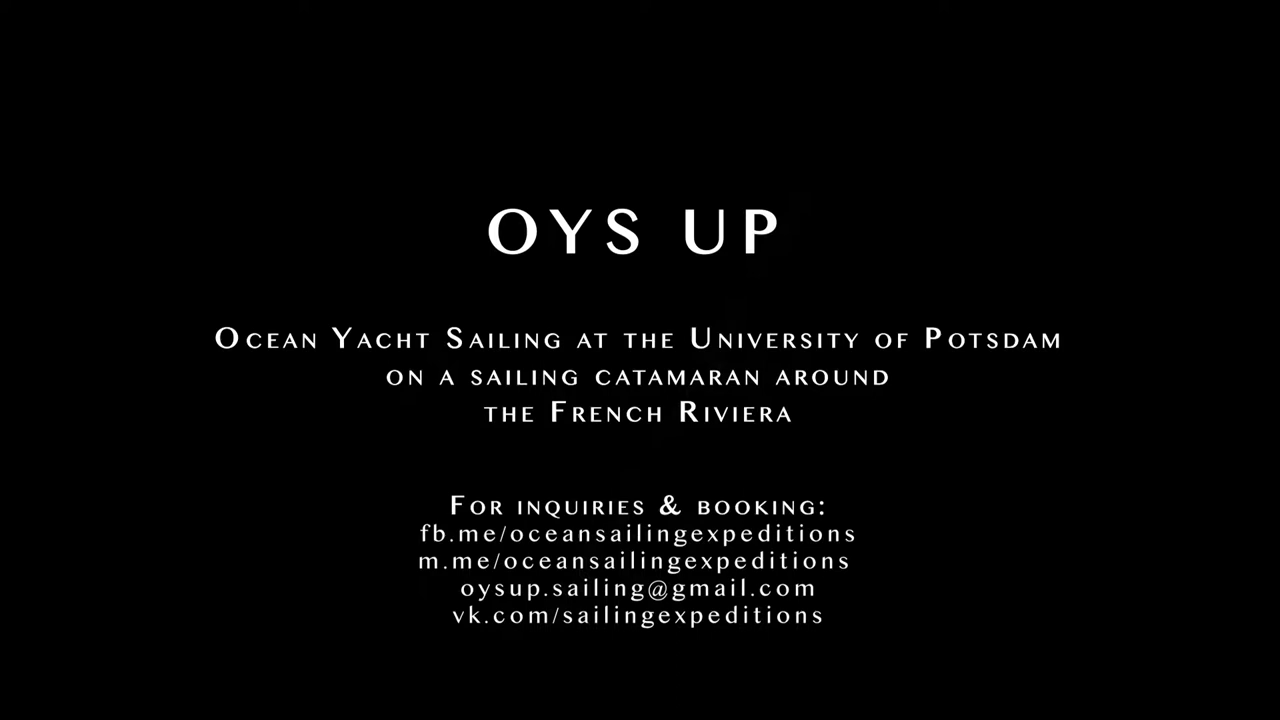 OYS UP
Ocean Yacht Sailing at the University of Potsdam
on a sailing catamaran around
the French Riviera
For inquiries & booking:
fb.me/oceansailingexpeditions
m.me/oceansailingexpeditions
oysup.sailing@gmail.com
vk.com/sailingexpeditions